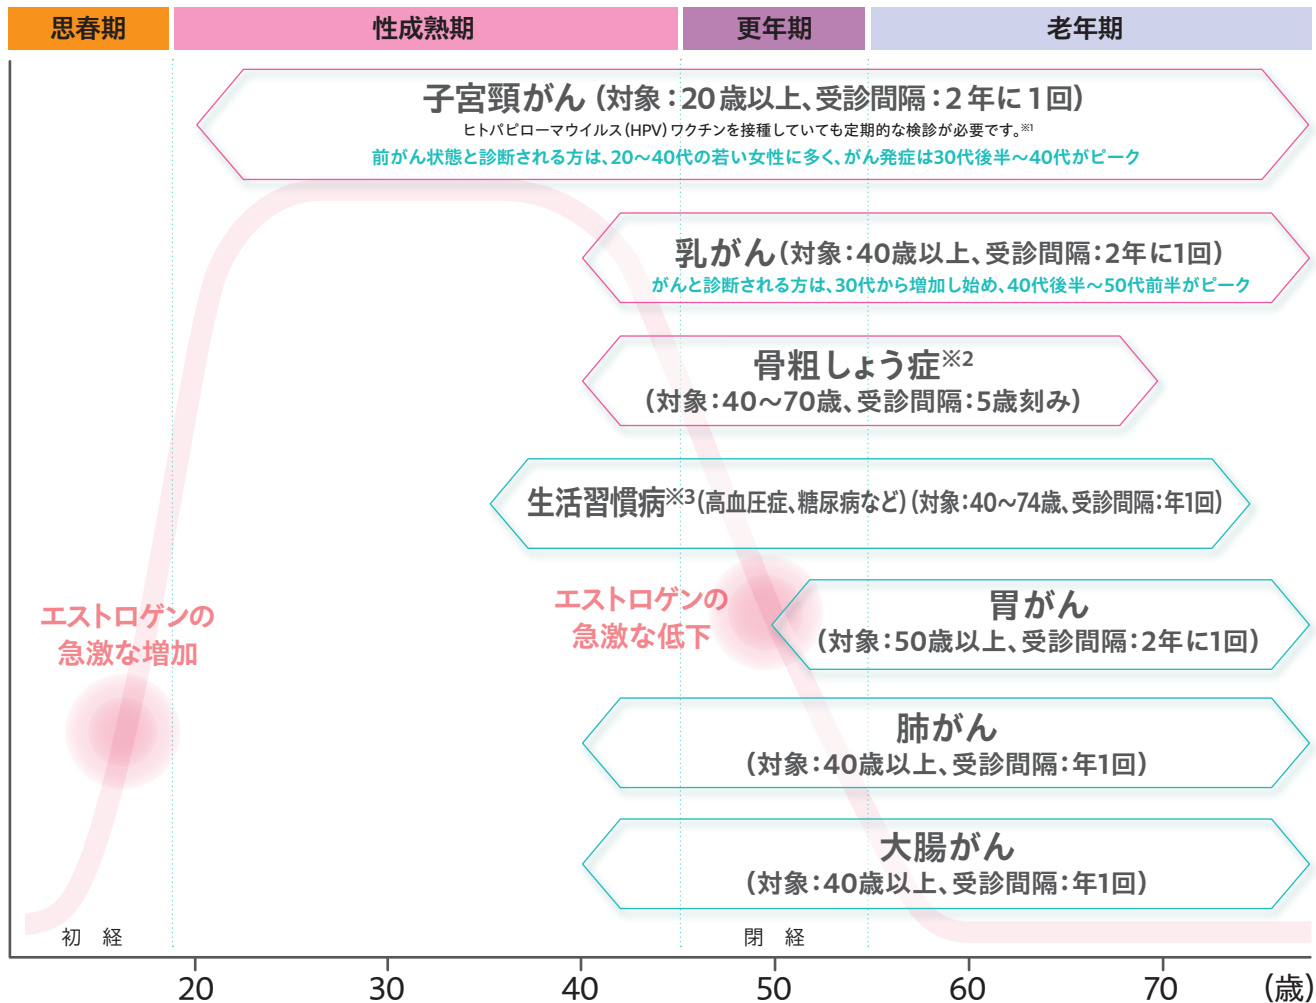 思春期
性成熟期
更年期
老年期
子宮頸がん（対象：20歳以上、受診間隔：2年に1回）
ヒトパピローマウイルス（HPV）ワクチンを接種していても定期的な検診が必要です。※1
前がん状態と診断される方は、20〜40代の若い女性に多く、がん発症は30代後半〜40代がピーク
乳がん（対象：40歳以上、受診間隔：2年に1回）
がんと診断される方は、30代から増加し始め、40代後半〜50代前半がピーク
骨粗しょう症※2
（対象：40〜70歳、受診間隔：5歳刻み）
生活習慣病※3（高血圧症、糖尿病など）（対象：40〜74歳、受診間隔：年1回）
エストロゲンの
急激な増加
エストロゲンの
急激な低下
胃がん
（対象：50歳以上、受診間隔：2年に1回）
肺がん
（対象：40歳以上、受診間隔：年1回）
大腸がん
（対象：40歳以上、受診間隔：年1回）
初 経
閉 経
20
30
40
50
60
70
（歳）